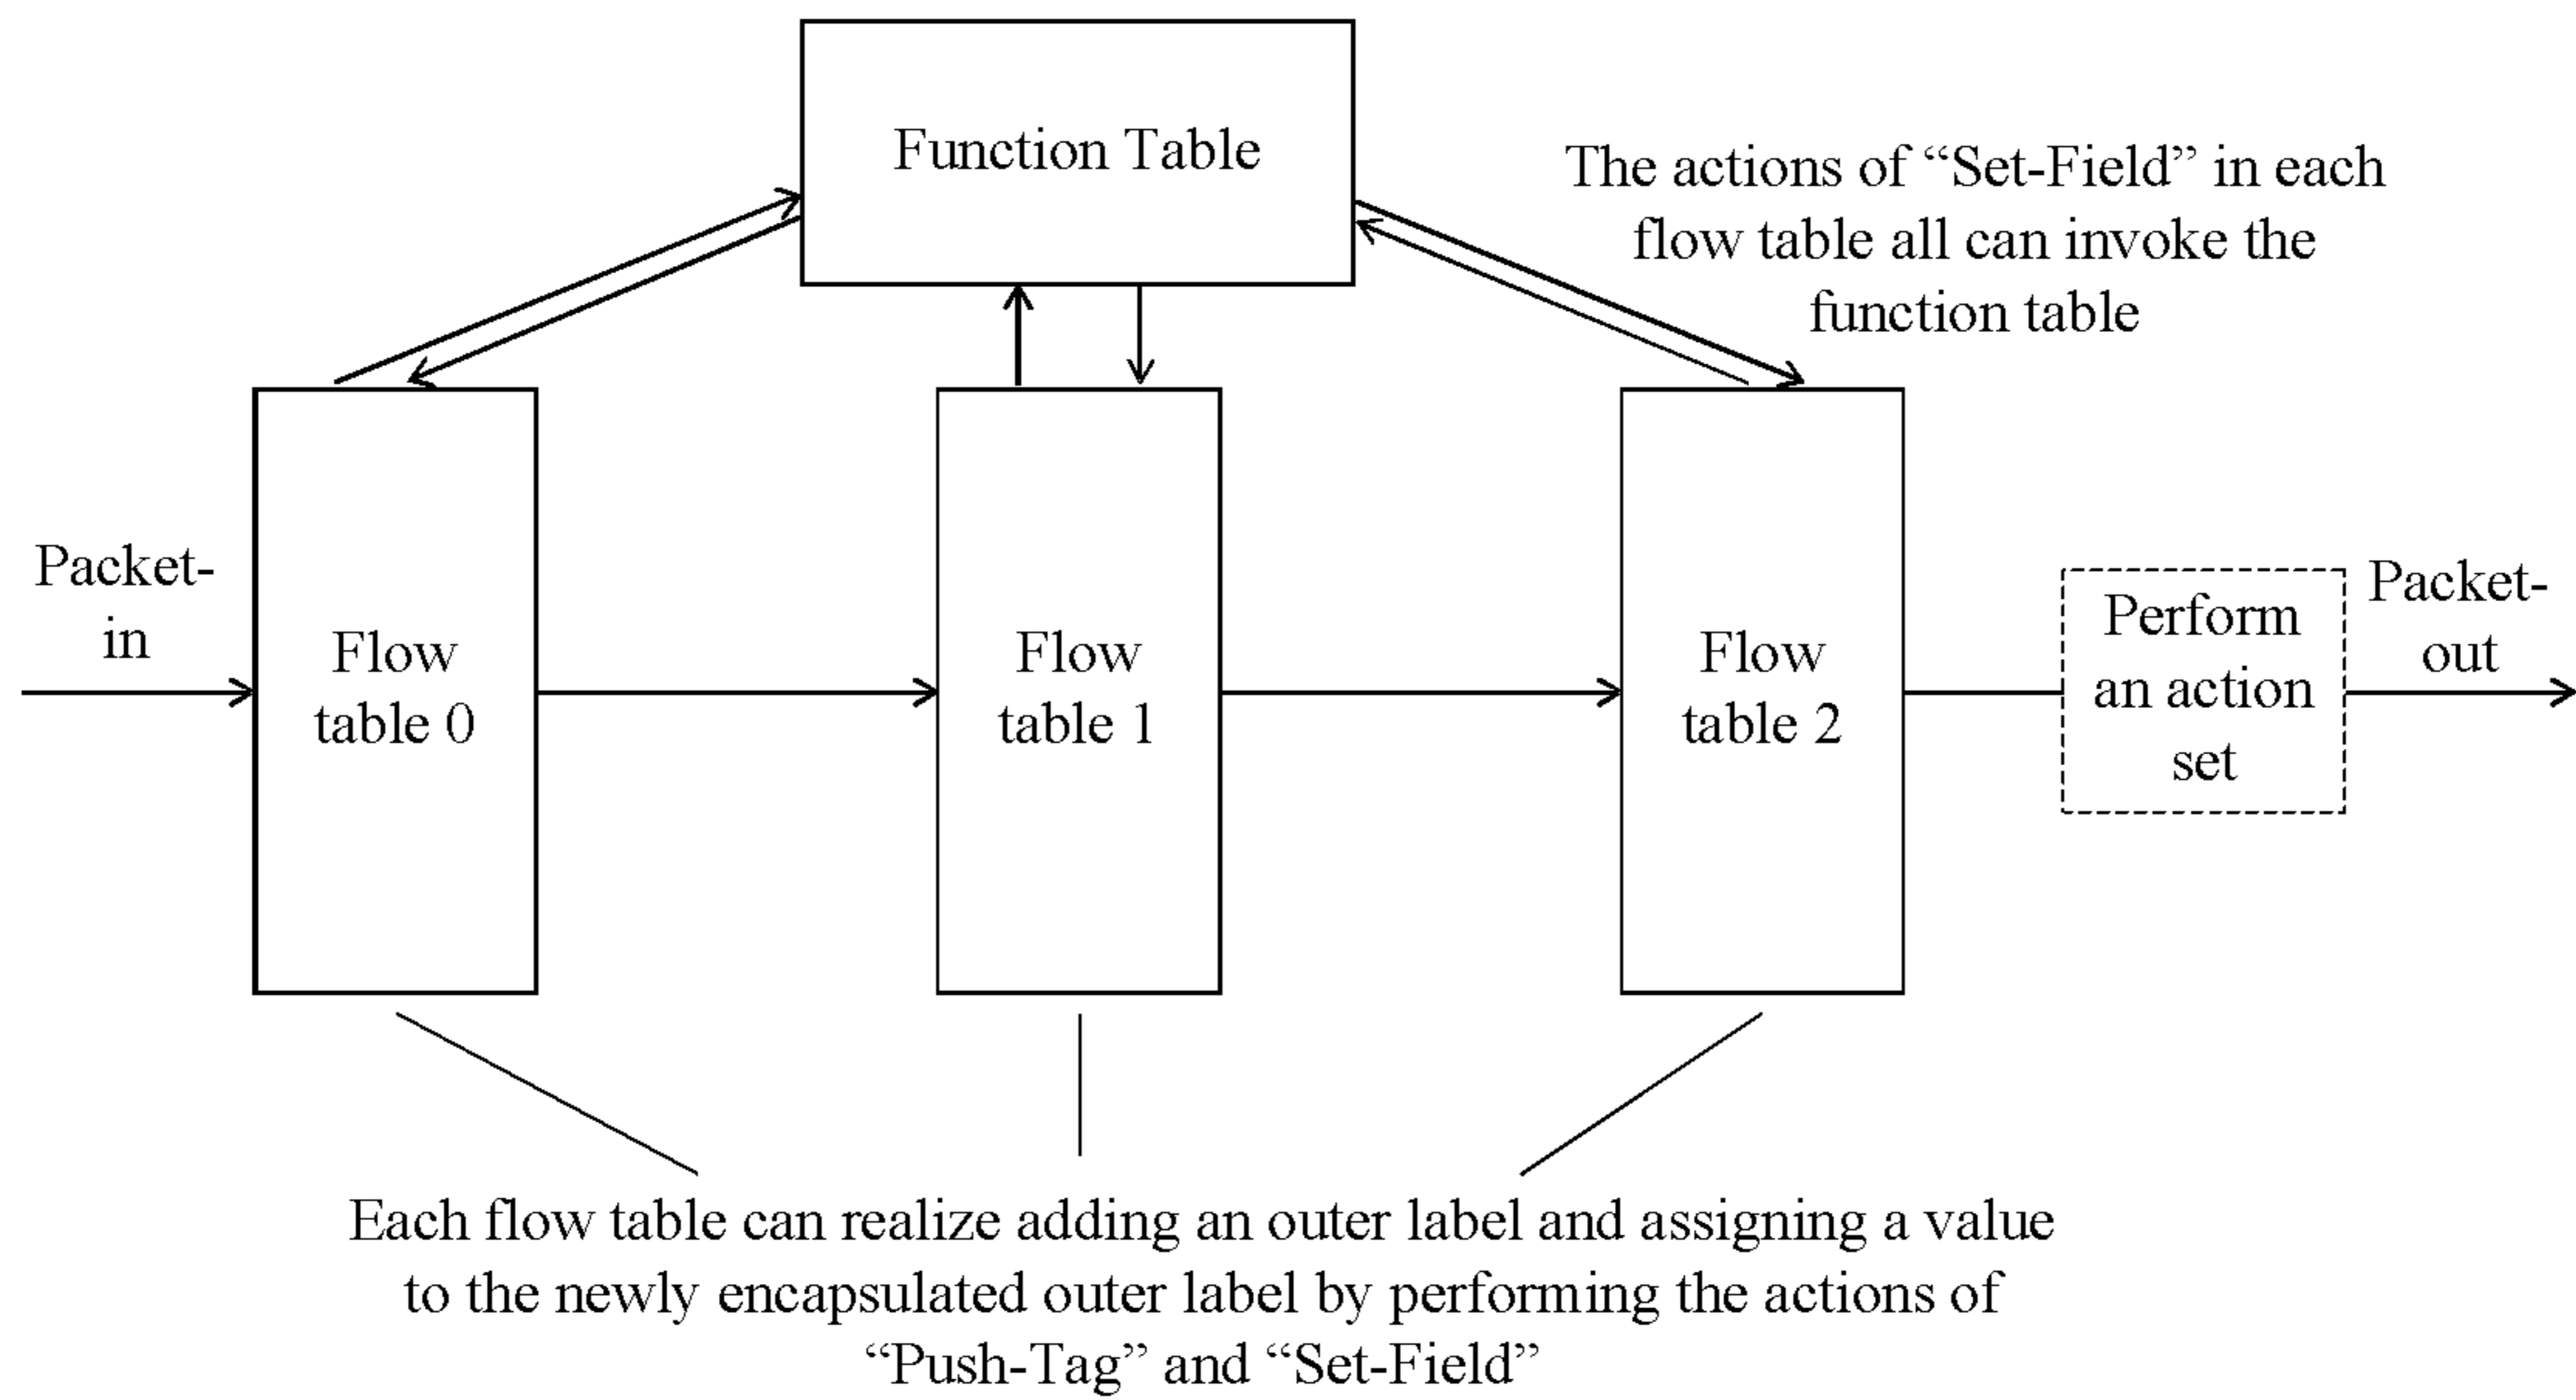 Function Table
The actions of “Set-Field” in each
flow table all can invoke the
function table
Packet-
in
Flow
table 0
Flow
table 1
Flow
table 2
Perform
an action
set
Packet-
out
Each flow table can realize adding an outer label and assigning a value
to the newly encapsulated outer label by performing the actions of
“Push-Tag” and “Set-Field”